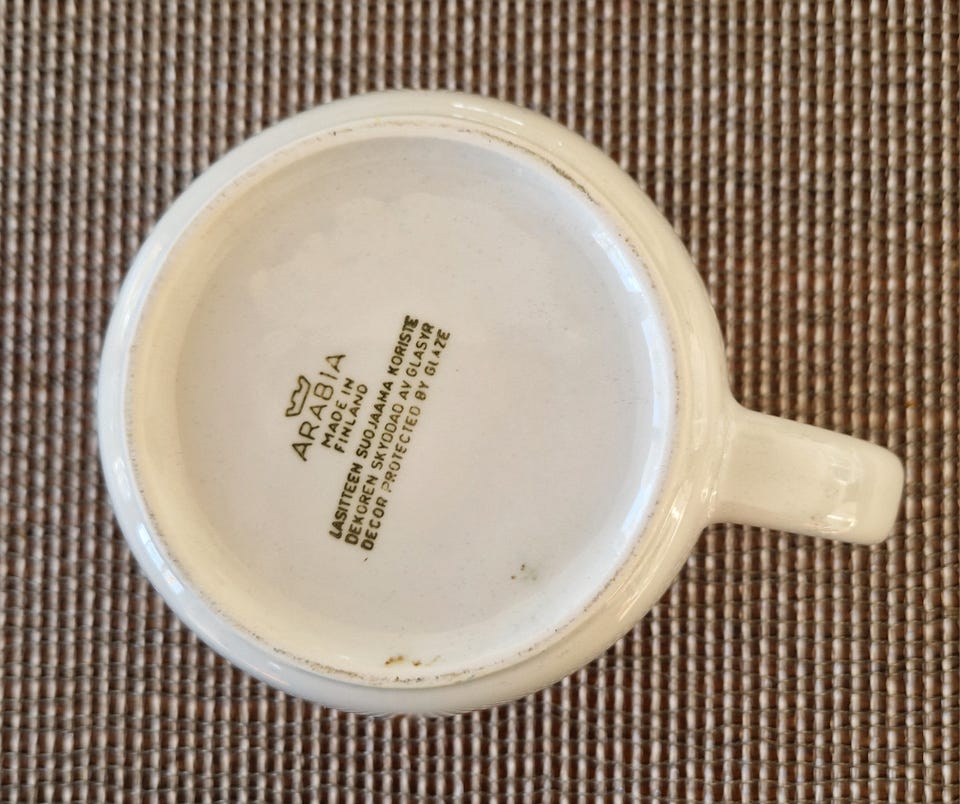 ARABIA
MADE IN
FINLAND
LASITTEEN SUOJAAMA KORISTE
DEKOREN SKYDDAD AV GLASYR
DECOR PROTECTED BY GLAZE